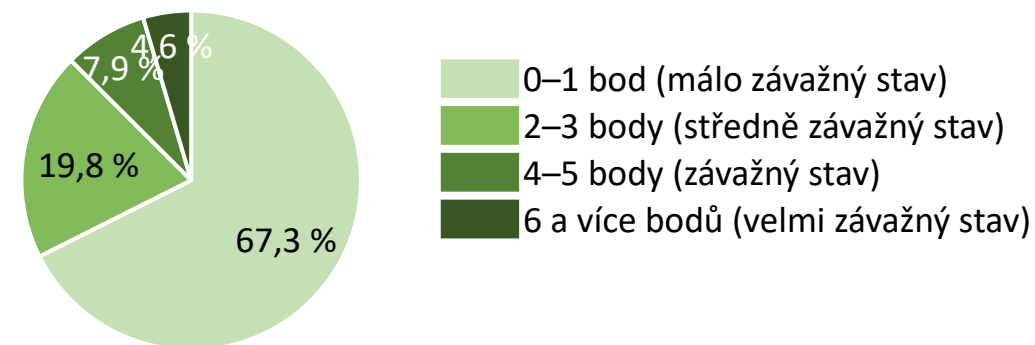 4,6 %
7,9 %
19,8 %
67,3 %
0–1 bod (málo závažný stav)
2–3 body (středně závažný stav)
4–5 body (závažný stav)
6 a více bodů (velmi závažný stav)